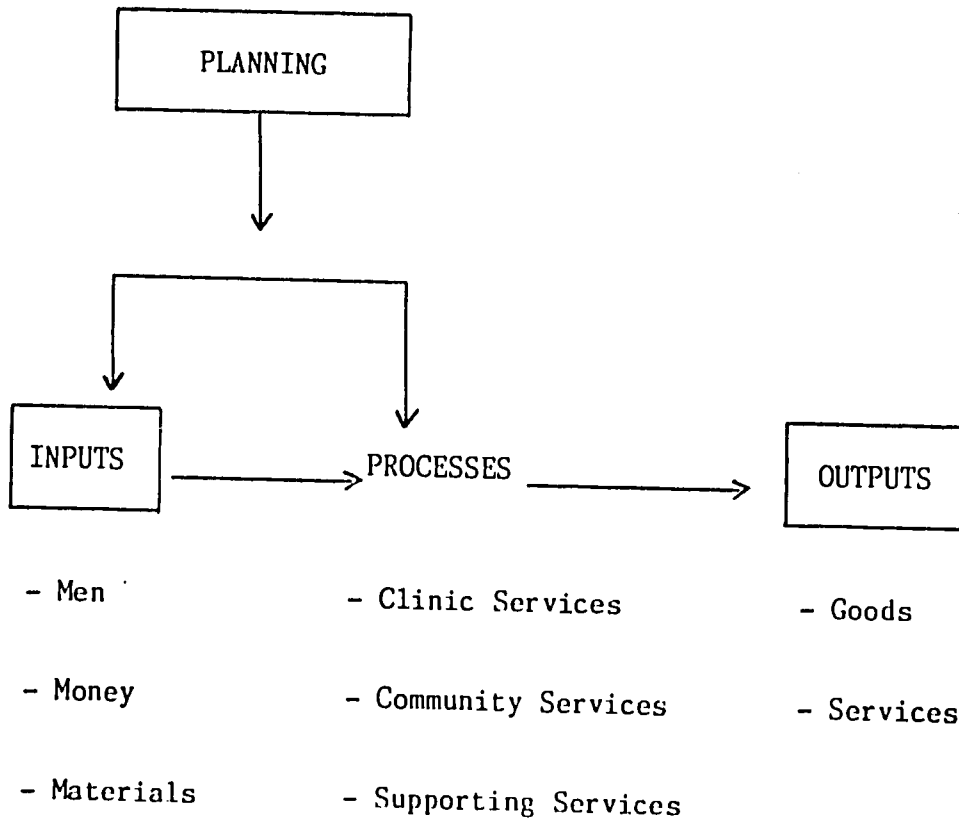 PLANNING
INPUTS
PROCESSES
OUTPUTS
- Men
- Clinic Services
- Goods
- Money
- Community Services
- Services
- Materials
- Supporting Services